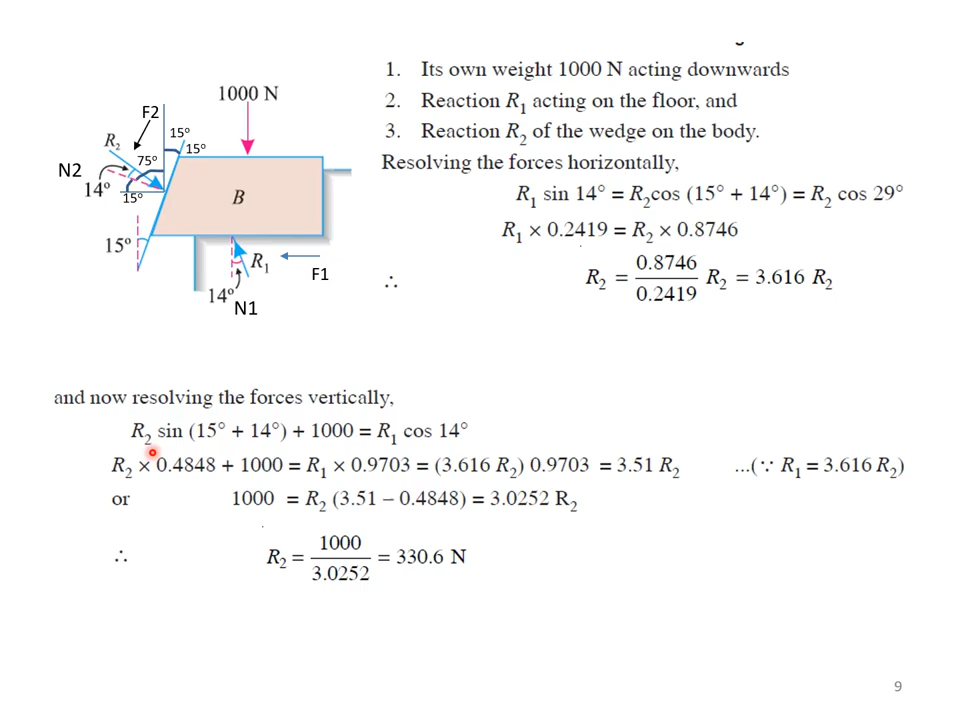 1. Its own weight 1000 N acting downwards
2. Reaction R₁ acting on the floor, and
3. Reaction R₂ of the wedge on the body.
Resolving the forces horizontally,
R₁ sin 14° = R₂cos (15° + 14°) = R₂ cos 29°
R₁ × 0.2419 = R₂ × 0.8746
∴ R₂ = 0.8746/0.2419 R₂ = 3.616 R₂
1000 N
F2
15°
R₂
75°
15°
N2
14°
15°
B
15°
R₁
F1
14°
N1
and now resolving the forces vertically,
R₂ sin (15° + 14°) + 1000 = R₁ cos 14°
R₂ × 0.4848 + 1000 = R₁ × 0.9703 = (3.616 R₂) 0.9703 = 3.51 R₂ ...(∵ R₁ = 3.616 R₂)
or 1000 = R₂ (3.51 – 0.4848) = 3.0252 R₂
∴ R₂ = 1000/3.0252 = 330.6 N
9